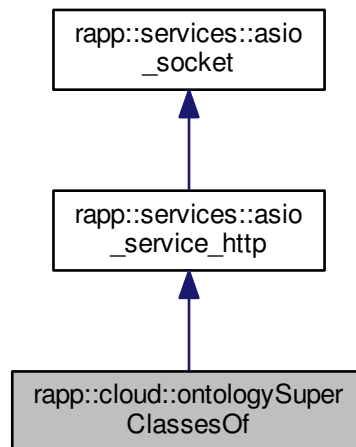 rapp::services::asio
_socket
rapp::services::asio
_service_http
rapp::cloud::ontologySuper
ClassesOf